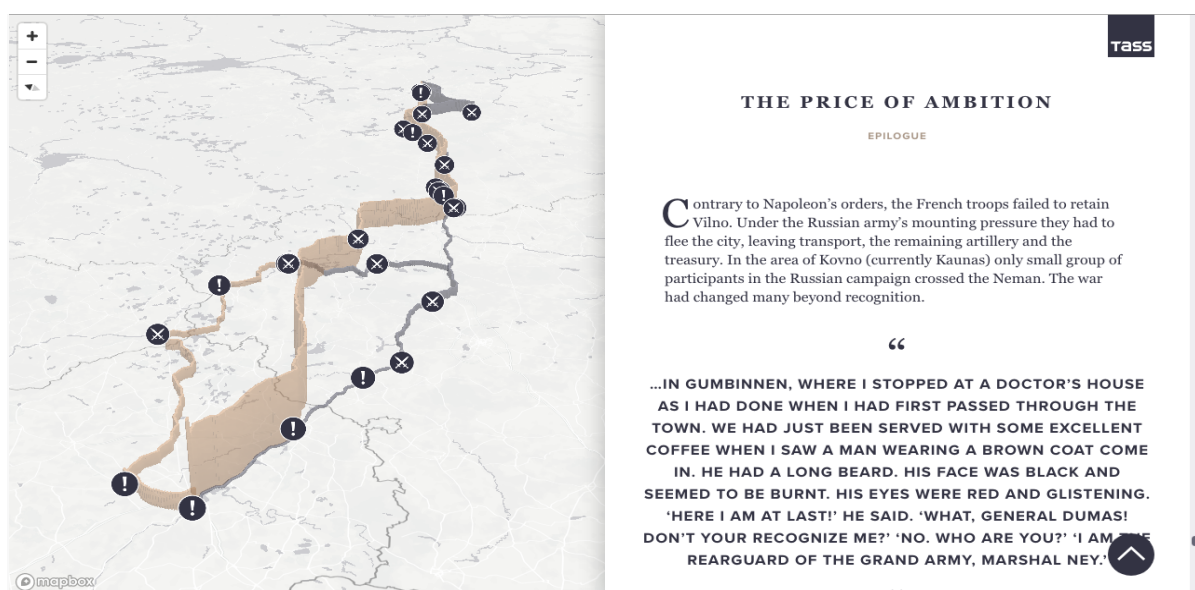 TASS
THE PRICE OF AMBITION
EPILOGUE
Contrary to Napoleon's orders, the French troops failed to retain
Vilno. Under the Russian army's mounting pressure they had to
flee the city, leaving transport, the remaining artillery and the
treasury. In the area of Kovno (currently Kaunas) only small group of
participants in the Russian campaign crossed the Neman. The war
had changed many beyond recognition.
“
...IN GUMBINNEN, WHERE I STOPPED AT A DOCTOR'S HOUSE
AS I HAD DONE WHEN I HAD FIRST PASSED THROUGH THE
TOWN. WE HAD JUST BEEN SERVED WITH SOME EXCELLENT
COFFEE WHEN I SAW A MAN WEARING A BROWN COAT COME
IN. HE HAD A LONG BEARD. HIS FACE WAS BLACK AND
SEEMED TO BE BURNT. HIS EYES WERE RED AND GLISTENING.
‘HERE I AM AT LAST!’ HE SAID. ‘WHAT, GENERAL DUMAS!
DON'T YOUR RECOGNIZE ME?’ ‘NO. WHO ARE YOU?’ ‘I AM THE
REARGUARD OF THE GRAND ARMY, MARSHAL NEY.’
mapbox